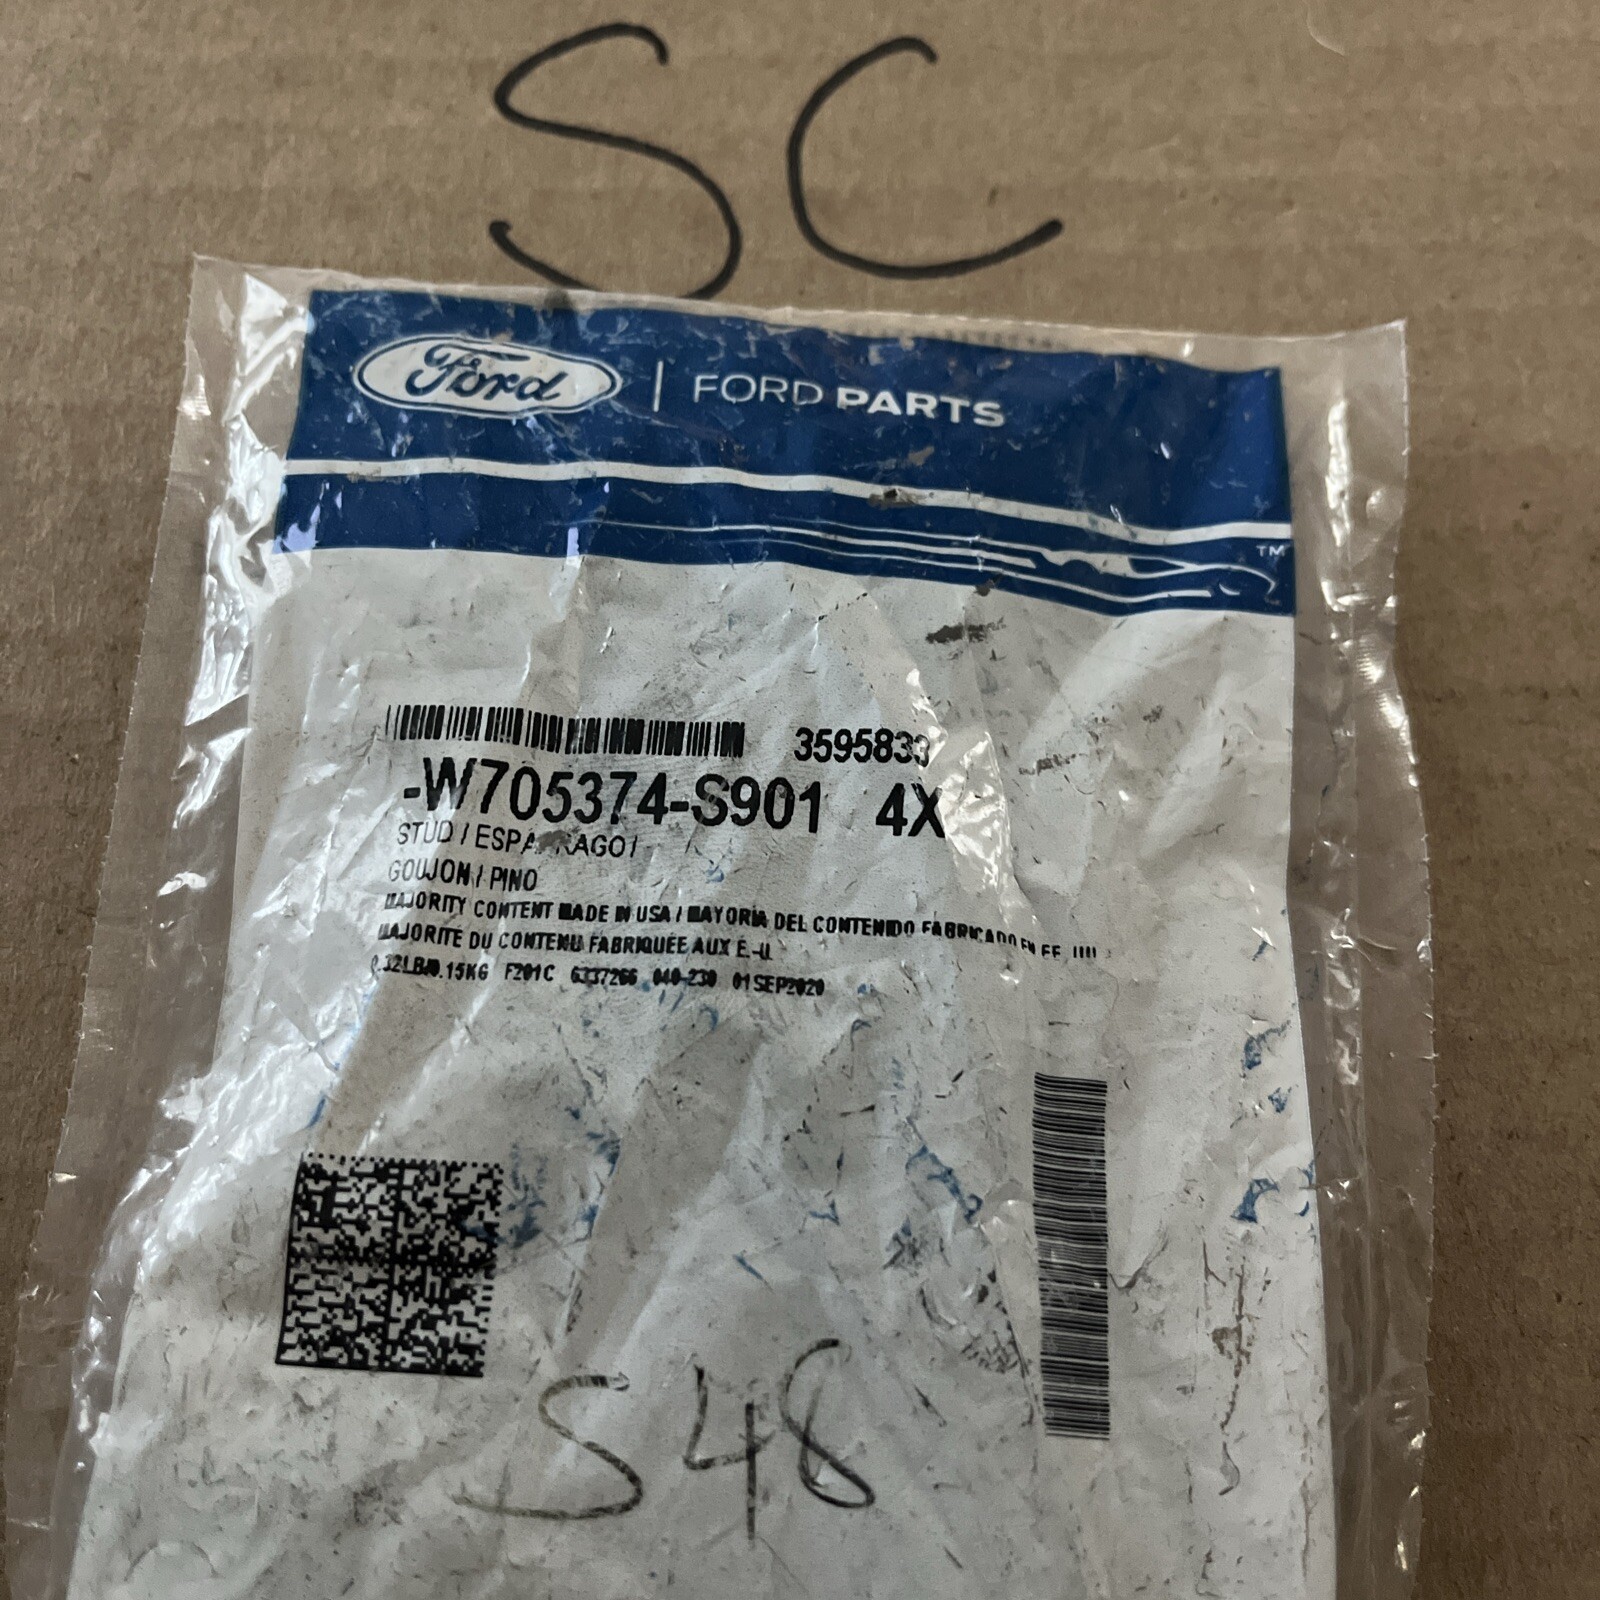 SC
Ford | FORD PARTS
TM
3595833
-W705374-S901 4X
STUD / ESPARRAGO /
GOUJON / PINO
MAJORITY CONTENT MADE IN USA / MAYORIA DEL CONTENIDO FABRICADO EN EE. UU
MAJORITE DU CONTENU FABRIQUÉE AUX E.-U.
0.32LB/0.15KG F201C 6337266 040-230 01SEP2020
S48